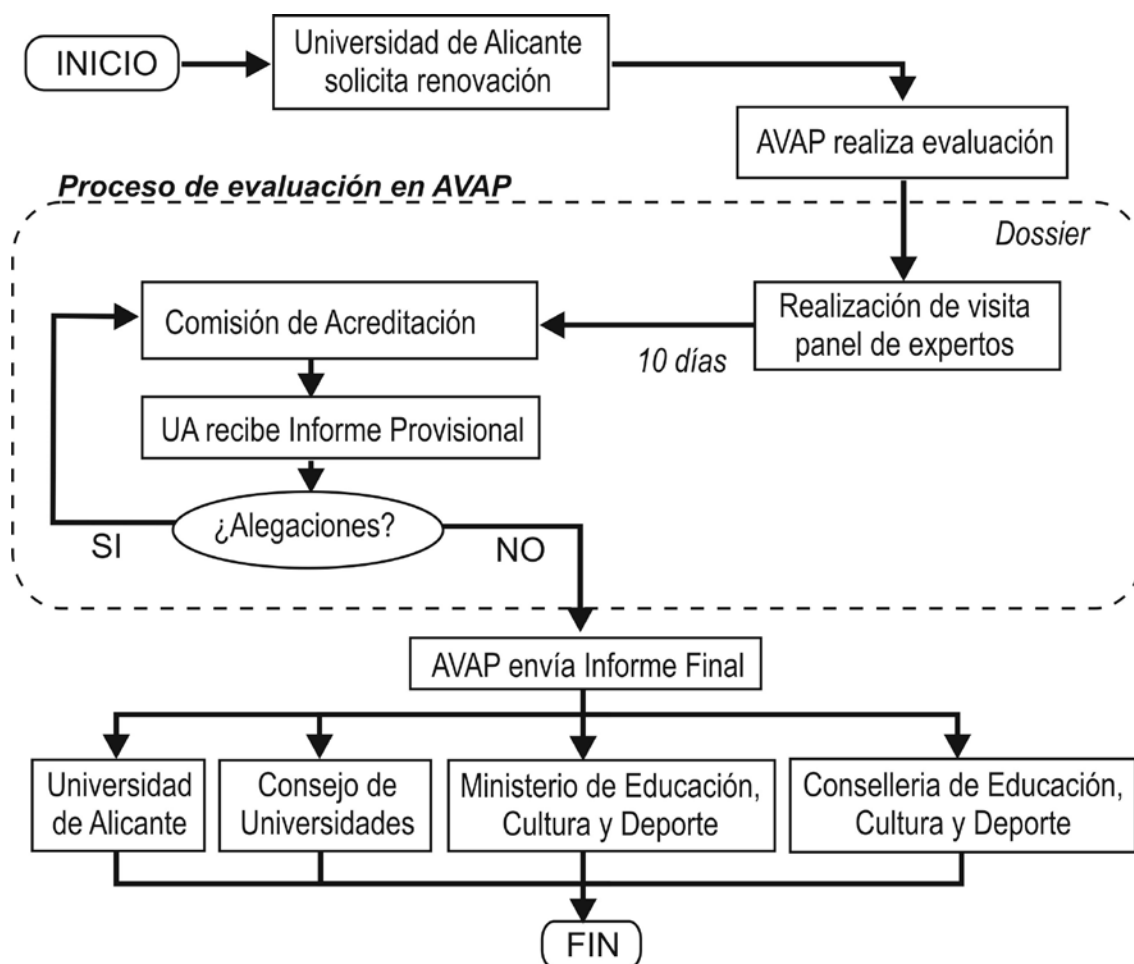 INICIO
Universidad de Alicante
solicita renovación
AVAP realiza evaluación
Proceso de evaluación en AVAP
Dossier
Realización de visita
panel de expertos
10 días
Comisión de Acreditación
UA recibe Informe Provisional
¿Alegaciones?
SI
NO
AVAP envía Informe Final
Universidad
de Alicante
Consejo de
Universidades
Ministerio de Educación,
Cultura y Deporte
Conselleria de Educación,
Cultura y Deporte
FIN